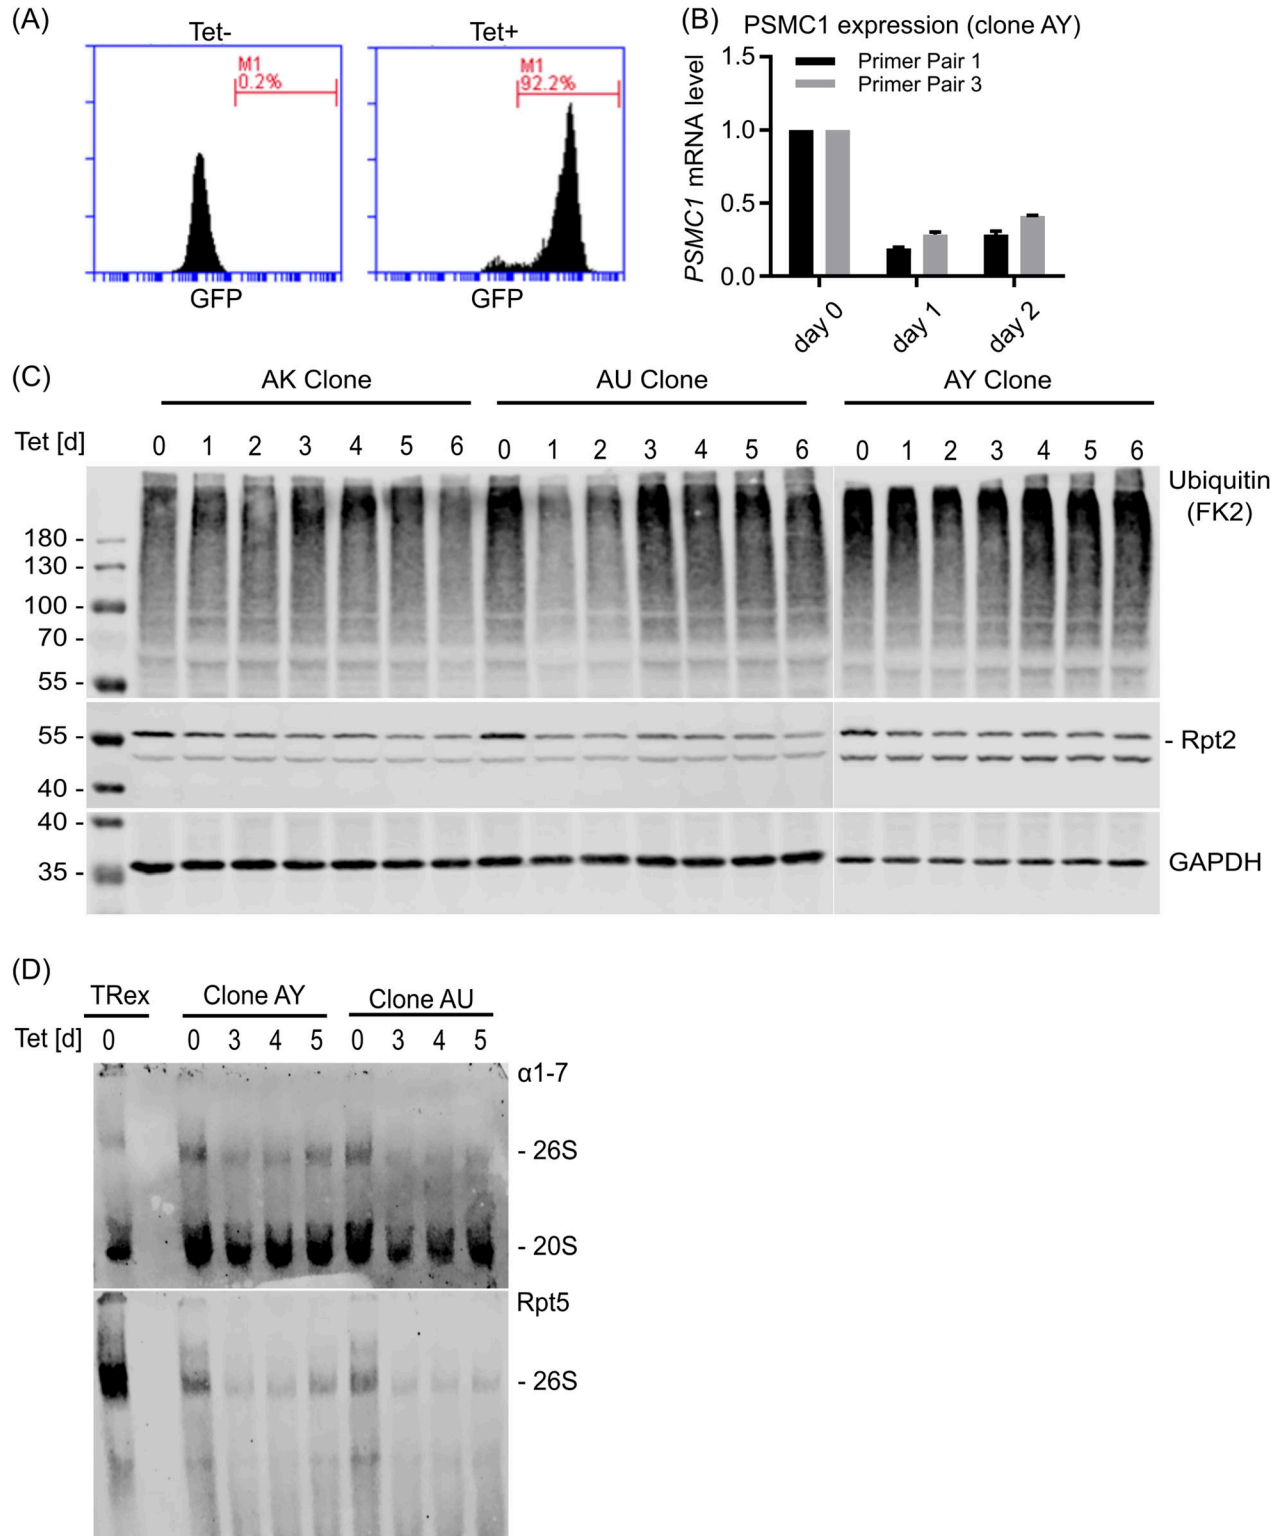 (A)
Tet-
Tet+
M1
0.2%
M1
92.2%
GFP
GFP
(B)
PSMC1 expression (clone AY)
Primer Pair 1
Primer Pair 3
PSMC1 mRNA level
1.5
1.0
0.5
0.0
day 0
day 1
day 2
(C)
AK Clone
AU Clone
AY Clone
Tet [d]
0 1 2 3 4 5 6 0 1 2 3 4 5 6 0 1 2 3 4 5 6
Ubiquitin
(FK2)
180 -
130 -
100 -
70 -
55 -
55 -
- Rpt2
40 -
40 -
35 -
GAPDH
(D)
TRex
Clone AY
Clone AU
Tet [d] 0 0 3 4 5 0 3 4 5
α1-7
- 26S
- 20S
Rpt5
- 26S